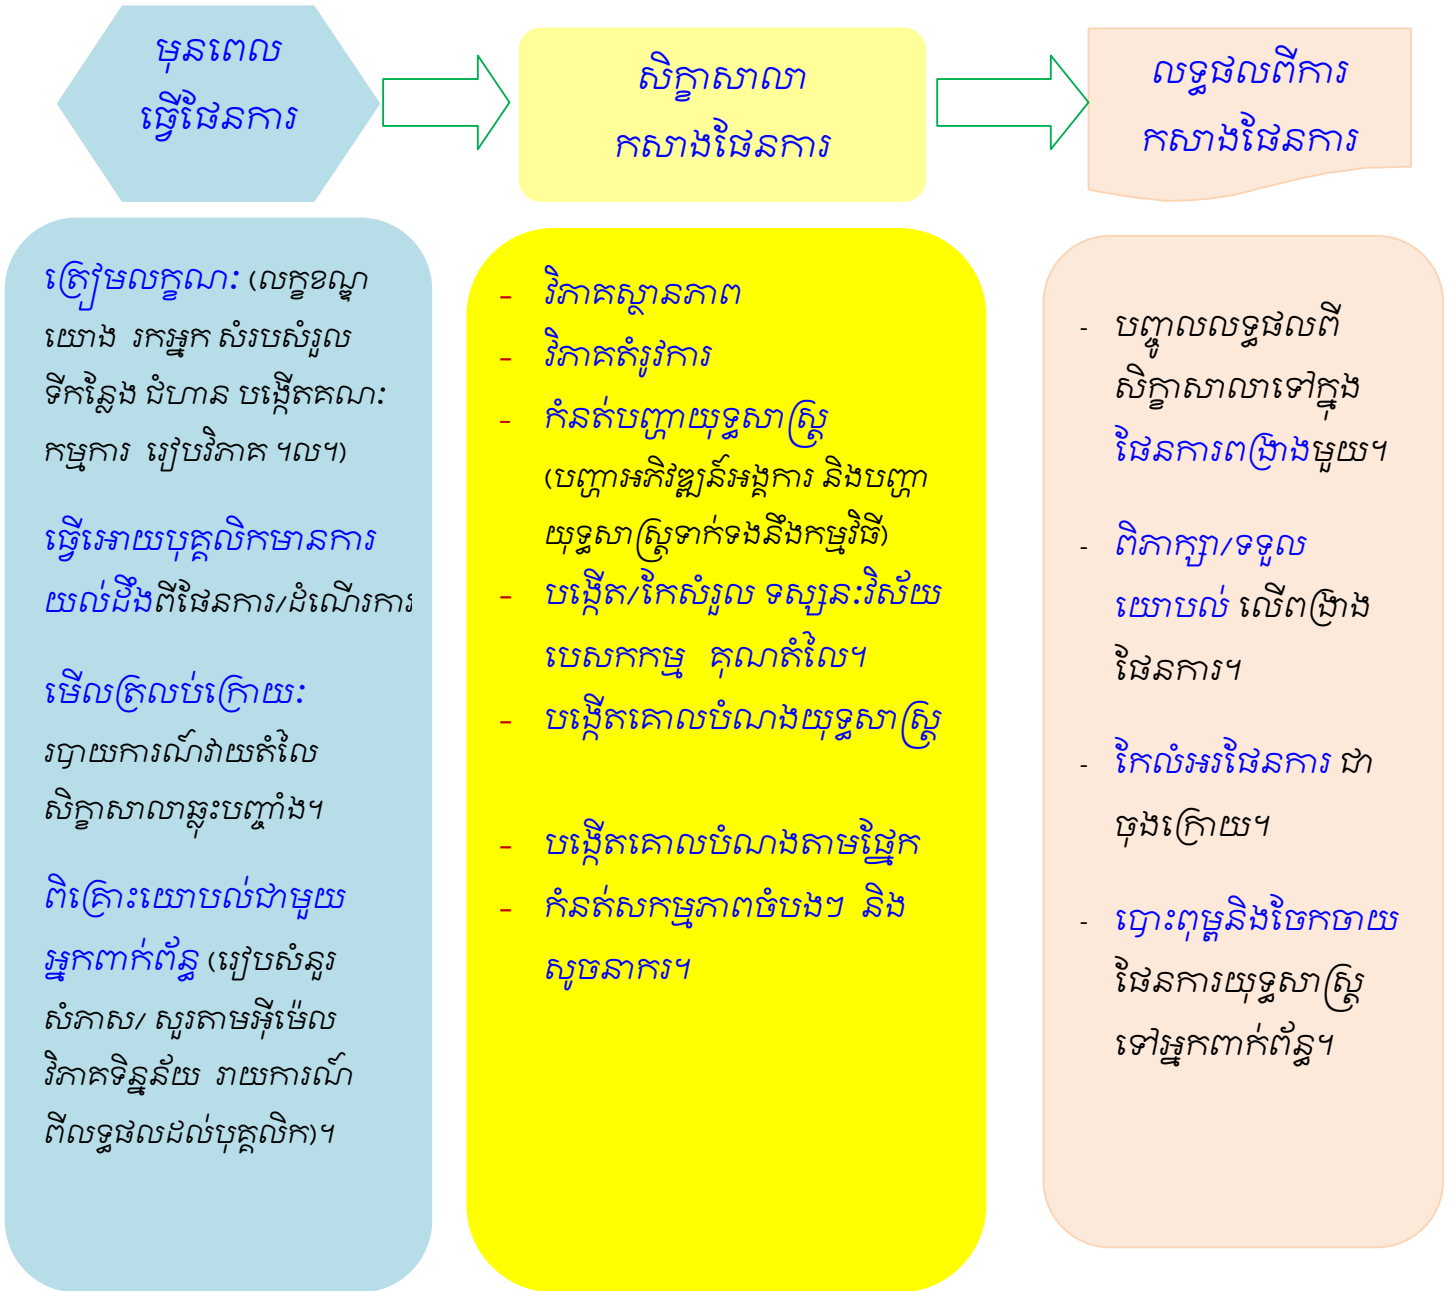 មុនពេល
ធ្វើផែនការ
សិក្ខាសាលា
កសាងផែនការ
លទ្ធផលពីការ
កសាងផែនការ
ត្រៀមលក្ខណៈ (លក្ខខណ្ឌ
យោង រកអ្នក សំរបសំរួល
ទីកន្លែង ជំហាន បង្កើតគណៈ
កម្មការ រៀបវិភាគ ។ល។)
ធ្វើអោយបុគ្គលិកមានការ
យល់ដឹងពីផែនការ/ដំណើរការ
មើលត្រលប់ក្រោយៈ
របាយការណ៍វាយតំលៃ
សិក្ខាសាលាឆ្លុះបញ្ចាំង។
ពិគ្រោះយោបល់ជាមួយ
អ្នកពាក់ព័ន្ធ (រៀបសំនួរ
សំភាស/ សួរតាមអ៊ីម៉េល
វិភាគទិន្នន័យ រាយការណ៍
ពីលទ្ធផលដល់បុគ្គលិក)។
- វិភាគស្ថានភាព
- វិភាគតំរូវការ
- កំនត់បញ្ហាយុទ្ធសាស្ត្រ
(បញ្ហាអភិវឌ្ឍន៍អង្គការ និងបញ្ហា
យុទ្ធសាស្ត្រទាក់ទងនឹងកម្មវិធី)
- បង្កើត/កែសំរួល ទស្សនៈវិស័យ
បេសកកម្ម គុណតំលៃ។
- បង្កើតគោលបំណងយុទ្ធសាស្ត្រ
- បង្កើតគោលបំណងតាមផ្នែក
- កំនត់សកម្មភាពចំបងៗ និង
សូចនាករ។
- បញ្ចូលលទ្ធផលពី
សិក្ខាសាលាទៅក្នុង
ផែនការពង្រាងមួយ។
- ពិភាក្សា/ទទួល
យោបល់ លើពង្រាង
ផែនការ។
- កែលំអរផែនការ ជា
ចុងក្រោយ។
- បោះពុម្ពនិងចែកចាយ
ផែនការយុទ្ធសាស្ត្រ
ទៅអ្នកពាក់ព័ន្ធ។